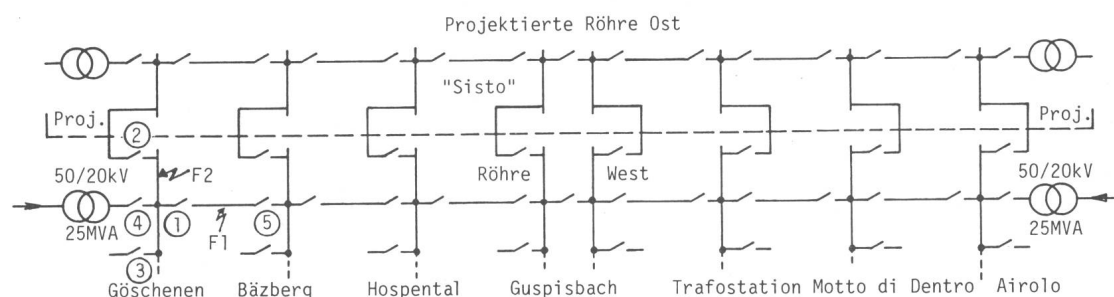 Projektierte Röhre Ost
"Sisto"
Proj.
②
Proj.
Röhre West
50/20kV
F2
50/20kV
④ ① ⑤
25MVA
F1
25MVA
③
Göschenen Bäzberg Hospental Guspisbach Trafostation Motto di Dentro Airolo